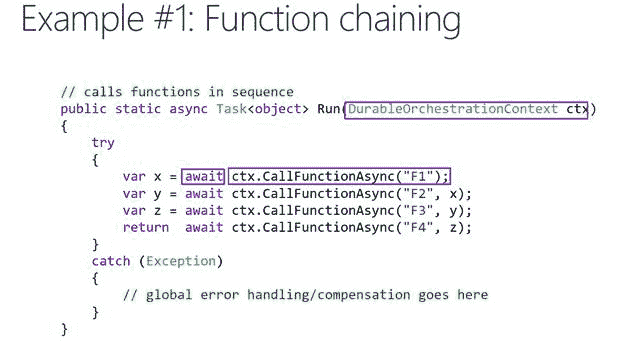 Example #1: Function chaining
// calls functions in sequence
public static async Task<object> Run(DurableOrchestrationContext ctx)
{
try
{
var x = await ctx.CallFunctionAsync("F1");
var y = await ctx.CallFunctionAsync("F2", x);
var z = await ctx.CallFunctionAsync("F3", y);
return await ctx.CallFunctionAsync("F4", z);
}
catch (Exception)
{
// global error handling/compensation goes here
}
}